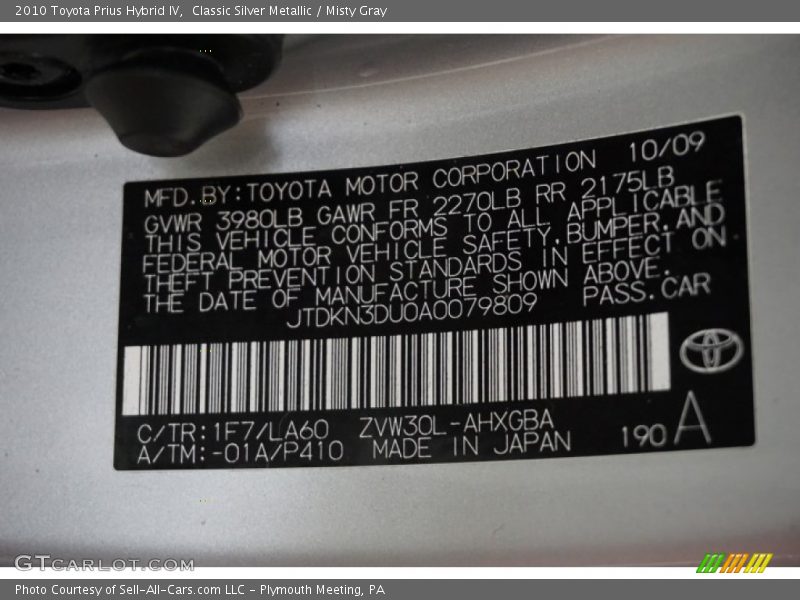 2010 Toyota Prius Hybrid IV, Classic Silver Metallic / Misty Gray
MFD.BY:TOYOTA MOTOR CORPORATION 10/09
GVWR 3980LB GAWR FR 2270LB RR 2175LB
THIS VEHICLE CONFORMS TO ALL APPLICABLE
FEDERAL MOTOR VEHICLE SAFETY,BUMPER,AND
THEFT PREVENTION STANDARDS IN EFFECT ON
THE DATE OF MANUFACTURE SHOWN ABOVE.
JTDKN3DU0A0079809 PASS.CAR
C/TR:1F7/LA60 ZVW30L-AHXGBA
A/TM:-01A/P410 MADE IN JAPAN 190 A
GTCARLOT.COM
Photo Courtesy of Sell-All-Cars.com LLC - Plymouth Meeting, PA